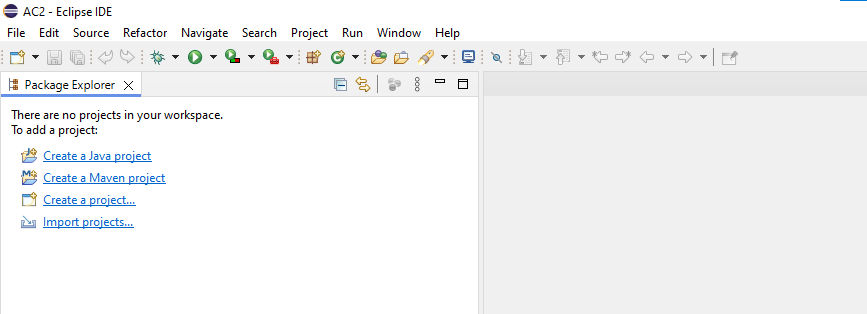 AC2 - Eclipse IDE
File Edit Source Refactor Navigate Search Project Run Window Help
Package Explorer
There are no projects in your workspace.
To add a project:
Create a Java project
Create a Maven project
Create a project...
Import projects...